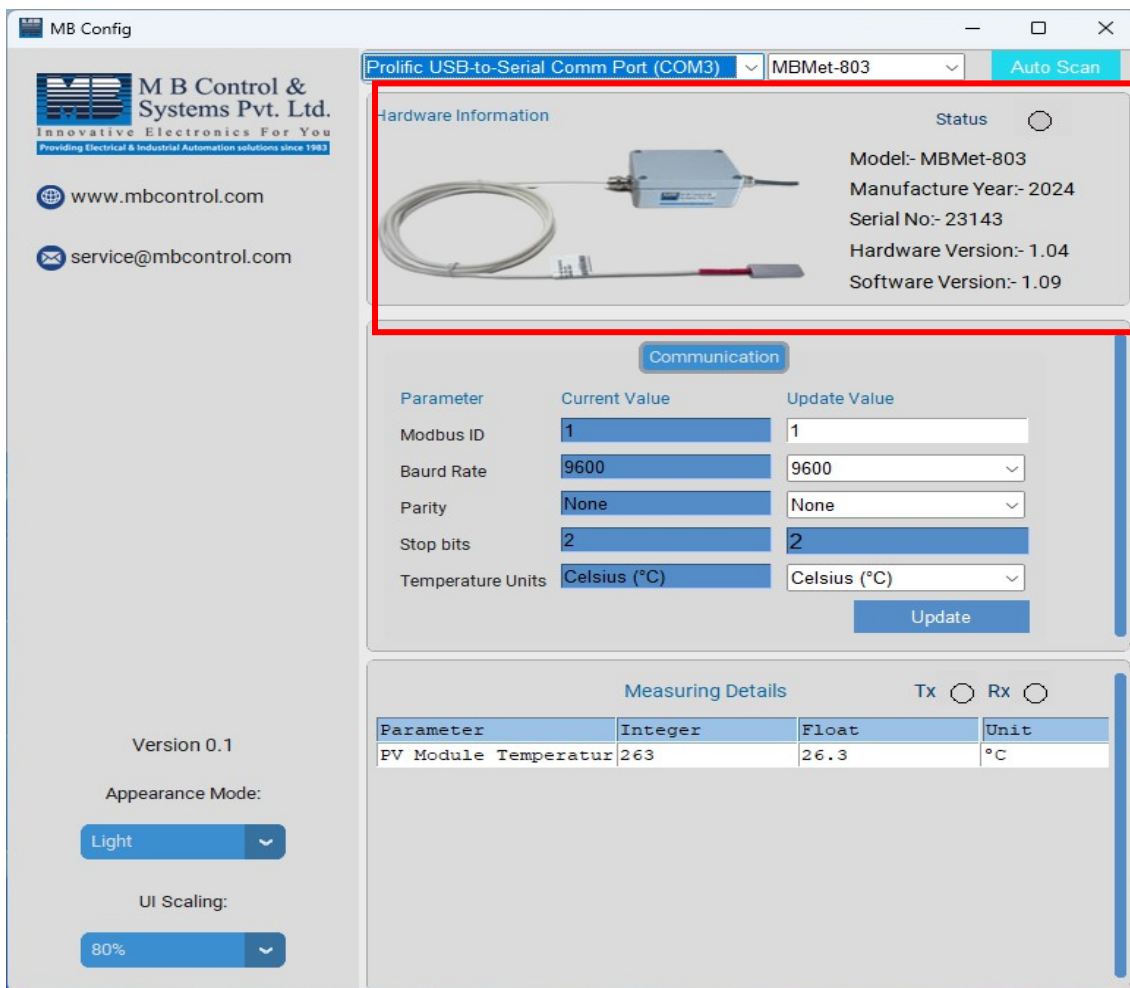 MB Config
M B Control &
Systems Pvt. Ltd.
Innovative Electronics For You
Providing Electrical & Industrial Automation solutions since 1983
www.mbcontrol.com
service@mbcontrol.com
Version 0.1
Appearance Mode:
Light
UI Scaling:
80%
Prolific USB-to-Serial Comm Port (COM3) MBMet-803 Auto Scan
Hardware Information Status
Model:- MBMet-803
Manufacture Year:- 2024
Serial No:- 23143
Hardware Version:- 1.04
Software Version:- 1.09
Communication
Parameter Current Value Update Value
Modbus ID 1 1
Baurd Rate 9600 9600
Parity None None
Stop bits 2 2
Temperature Units Celsius (°C) Celsius (°C)
Update
Measuring Details Tx Rx
Parameter Integer Float Unit
PV Module Temperatur 263 26.3 °C